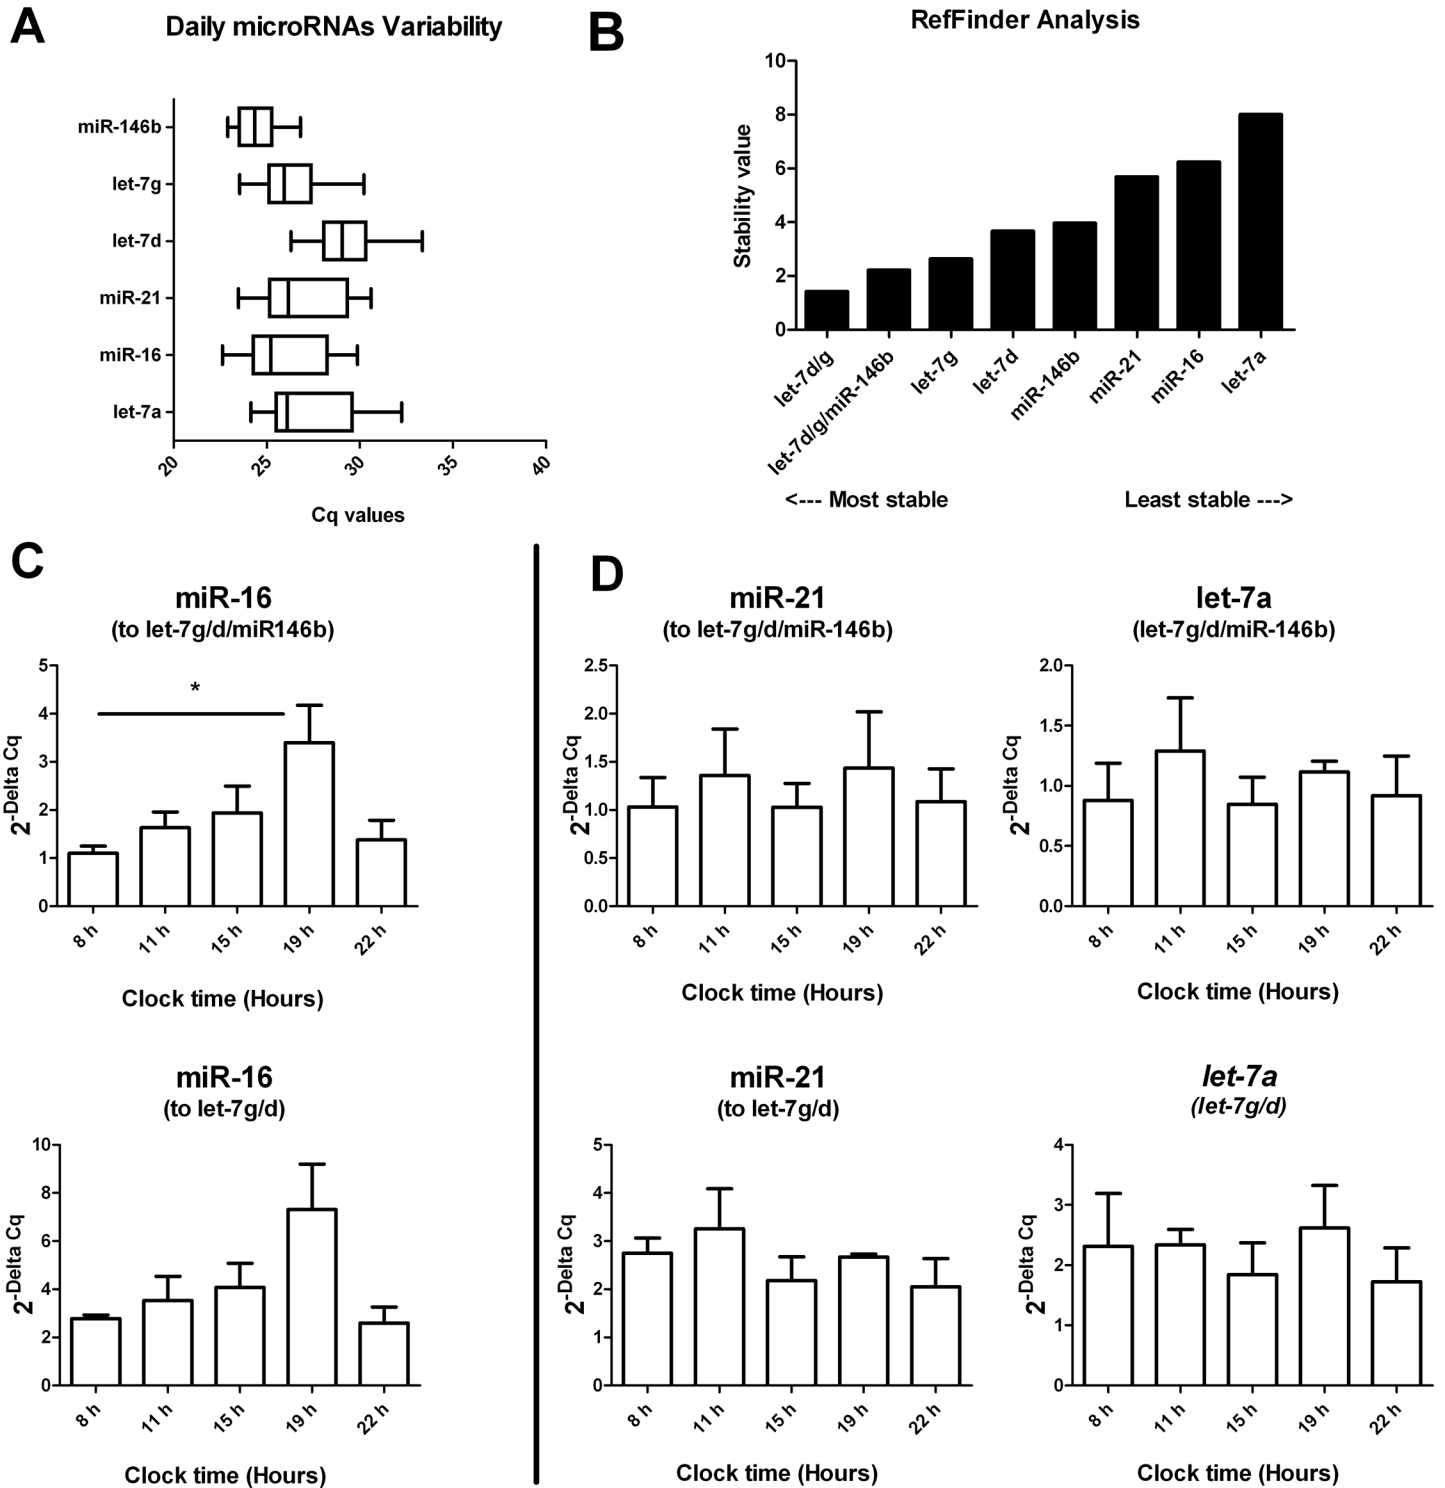 A
Daily microRNAs Variability
miR-146b
let-7g
let-7d
miR-21
miR-16
let-7a
20
25
30
35
40
Cq values
B
RefFinder Analysis
Stability value
10
8
6
4
2
0
let-7d/g
let-7d/g/miR-146b
let-7g
let-7d
miR-146b
miR-21
miR-16
let-7a
<--- Most stable
Least stable --->
C
miR-16
(to let-7g/d/miR146b)
2-Delta Cq
5
4
3
2
1
0
*
8 h
11 h
15 h
19 h
22 h
Clock time (Hours)
miR-16
(to let-7g/d)
2-Delta Cq
10
8
6
4
2
0
8 h
11 h
15 h
19 h
22 h
Clock time (Hours)
D
miR-21
(to let-7g/d/miR-146b)
2-Delta Cq
2.5
2.0
1.5
1.0
0.5
0.0
8 h
11 h
15 h
19 h
22 h
Clock time (Hours)
let-7a
(let-7g/d/miR-146b)
2-Delta Cq
2.0
1.5
1.0
0.5
0.0
8 h
11 h
15 h
19 h
22 h
Clock time (Hours)
miR-21
(to let-7g/d)
2-Delta Cq
5
4
3
2
1
0
8 h
11 h
15 h
19 h
22 h
Clock time (Hours)
let-7a
(let-7g/d)
2-Delta Cq
4
3
2
1
0
8 h
11 h
15 h
19 h
22 h
Clock time (Hours)